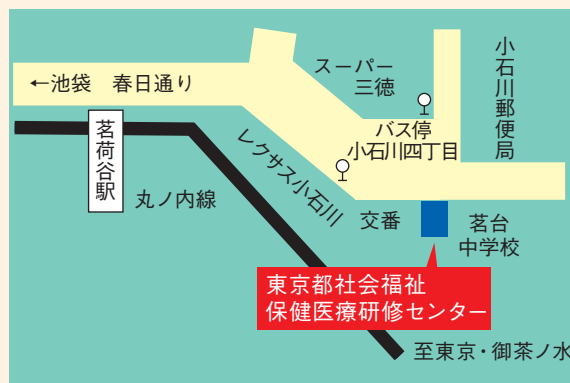 ←池袋 春日通り
スーパー
三徳
小石川郵便局
バス停
小石川四丁目
茗荷谷駅
丸ノ内線
レクサス小石川
交番
茗台
中学校
東京都社会福祉
保健医療研修センター
至東京・御茶ノ水